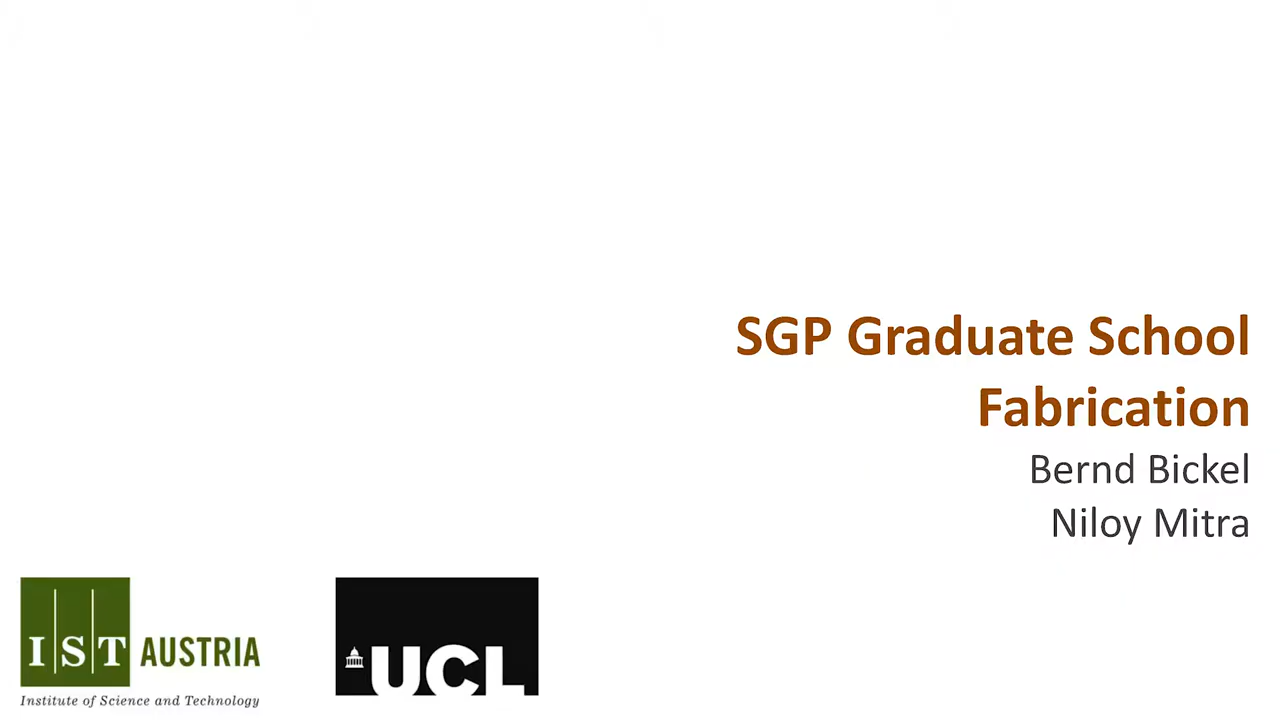 SGP Graduate School
Fabrication
Bernd Bickel
Niloy Mitra
IST AUSTRIA
Institute of Science and Technology
UCL